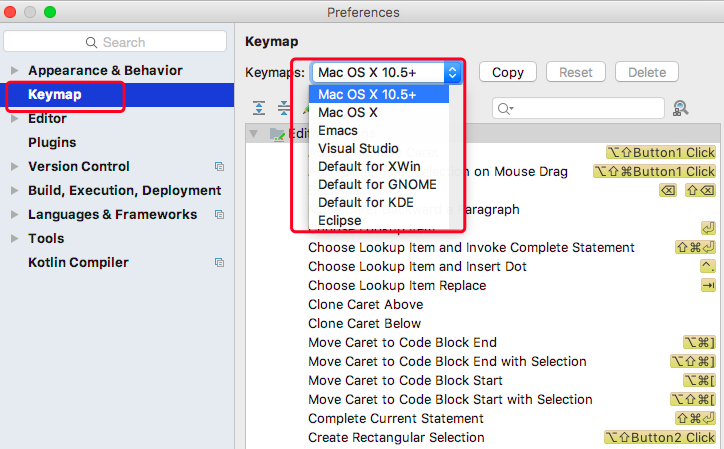 Preferences
Search
Appearance & Behavior
Keymap
Editor
Plugins
Version Control
Build, Execution, Deployment
Languages & Frameworks
Tools
Kotlin Compiler
Keymap
Keymaps: Mac OS X 10.5+ Copy Reset Delete
Mac OS X 10.5+
Mac OS X
Emacs
Visual Studio
Default for XWin
Default for GNOME
Default for KDE
Eclipse
⌥⇧Button1 Click
on on Mouse Drag ⌥⇧⌘Button1 Click
⌫ ⇧⌫
Paragraph
Choose Lookup Item ⏎
Choose Lookup Item and Invoke Complete Statement ⇧⌘⏎
Choose Lookup Item and Insert Dot ^.
Choose Lookup Item Replace ⇥
Clone Caret Above
Clone Caret Below
Move Caret to Code Block End ⌥⌘]
Move Caret to Code Block End with Selection ⌥⇧⌘]
Move Caret to Code Block Start ⌥⌘[
Move Caret to Code Block Start with Selection ⌥⇧⌘[
Complete Current Statement ⇧⌘⏎
Create Rectangular Selection ⌥⇧Button2 Click